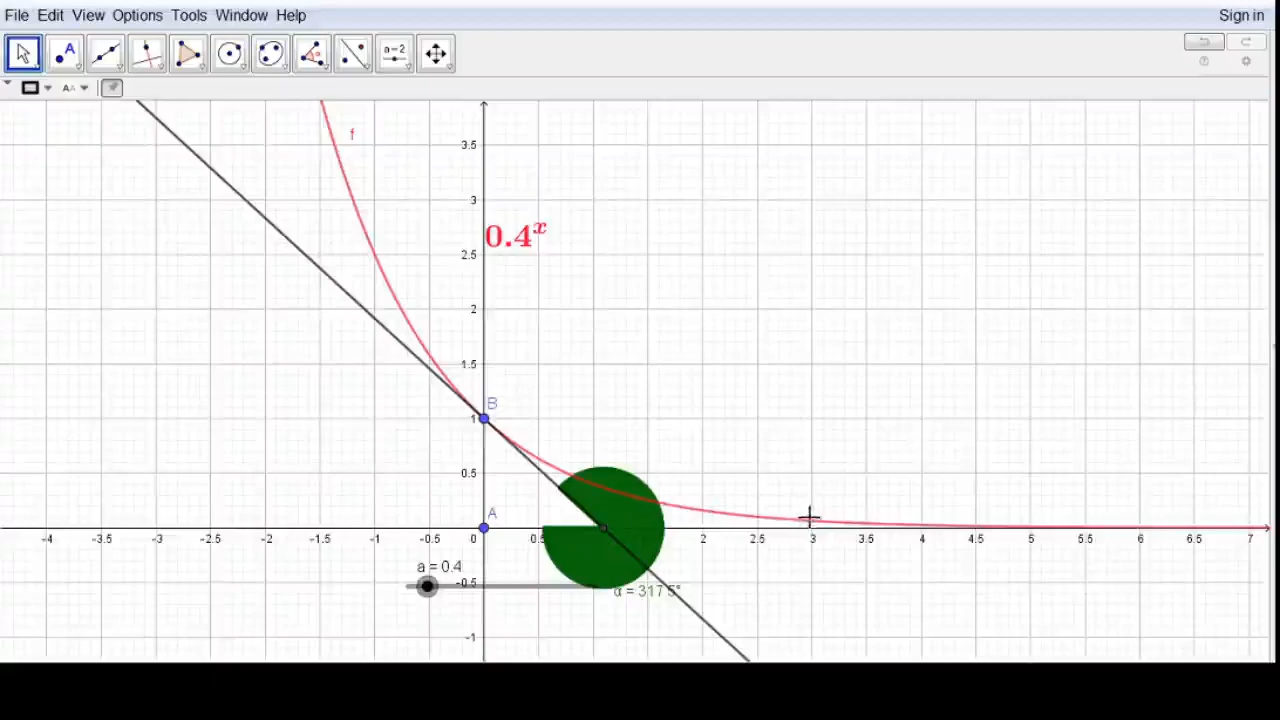 File Edit View Options Tools Window Help Sign in
A a=2
AA
f
3.5
3
0.4^x
2.5
2
1.5
B
1
0.5
A
-4 -3.5 -3 -2.5 -2 -1.5 -1 -0.5 0 0.5 2 2.5 3 3.5 4 4.5 5 5.5 6 6.5 7
a = 0.4
-0.5
α = 317.5°
-1